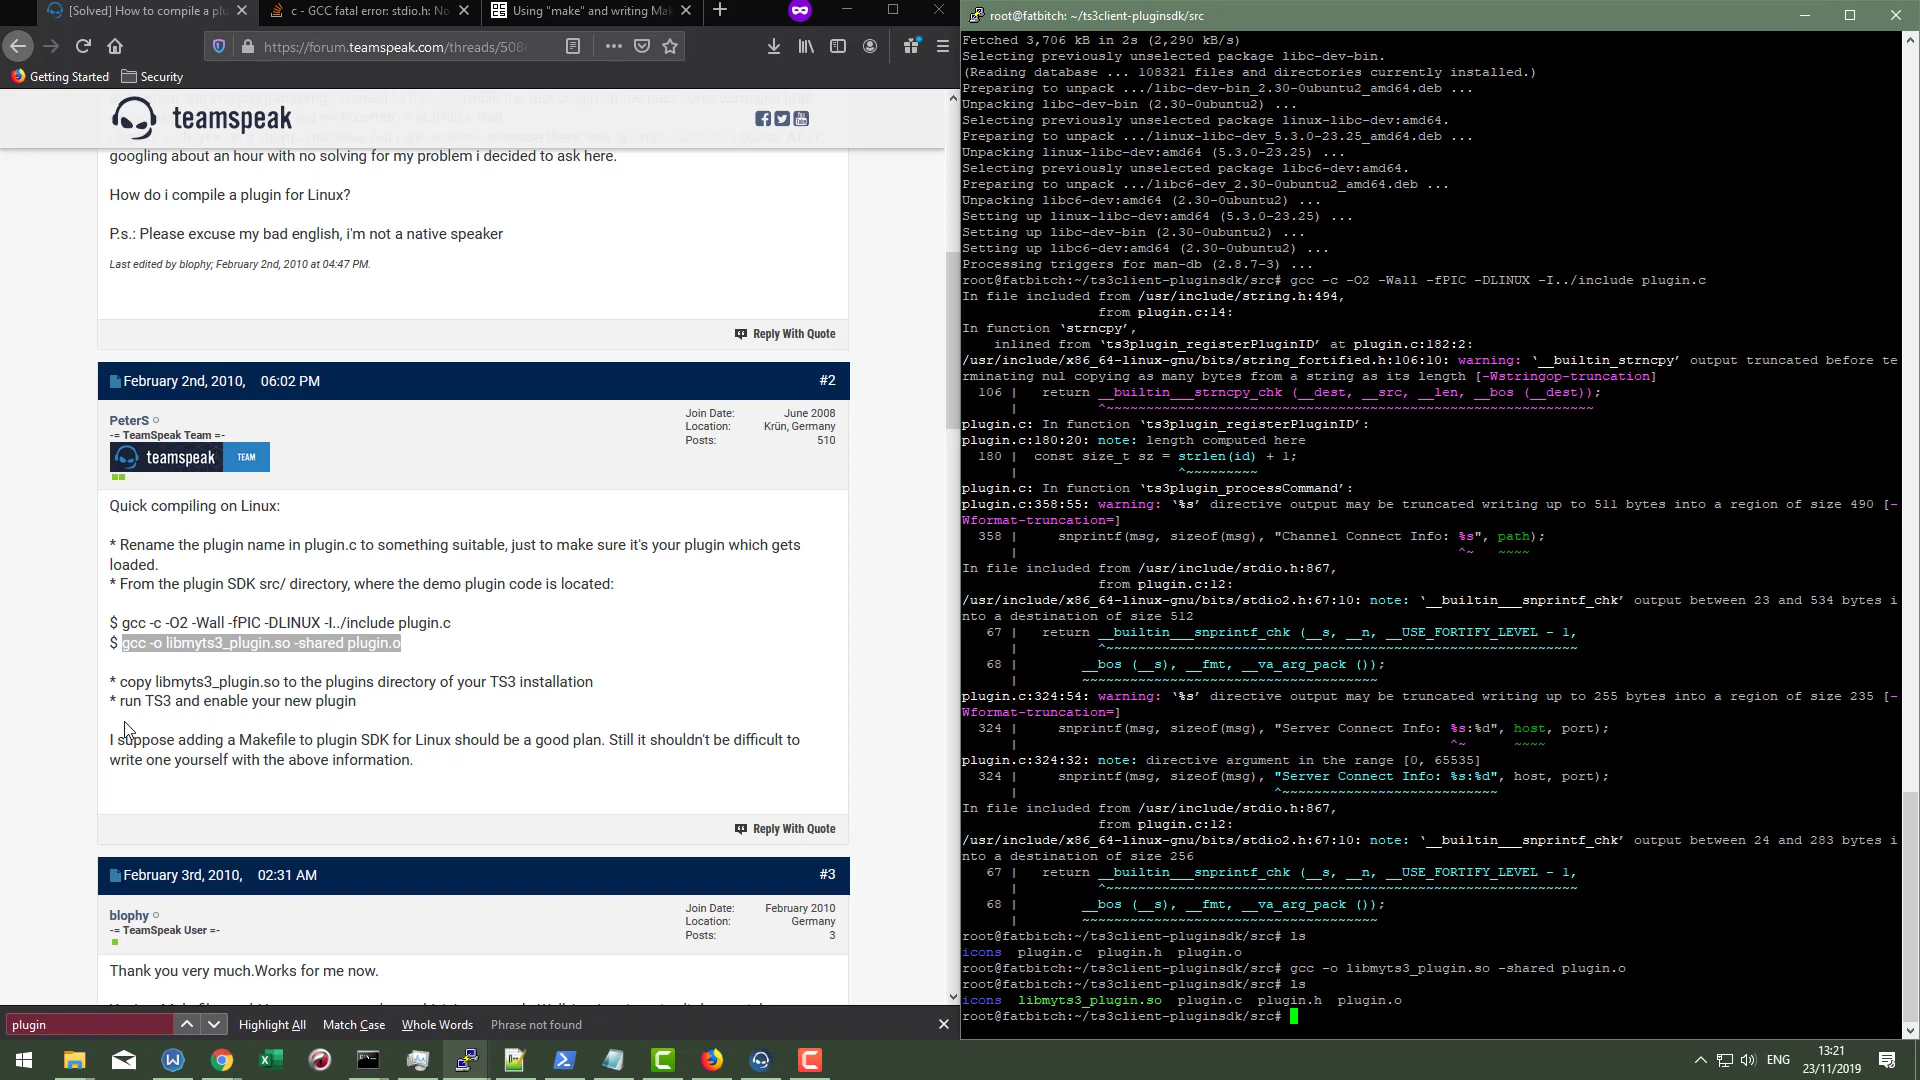 [Solved] How to compile a plu
c - GCC fatal error: stdio.h: No
Using "make" and writing Mak
https://forum.teamspeak.com/threads/508
Getting Started
Security
teamspeak
googling about an hour with no solving for my problem i decided to ask here.
How do i compile a plugin for Linux?
P.s.: Please excuse my bad english, i'm not a native speaker
Last edited by blophy; February 2nd, 2010 at 04:47 PM.
Reply With Quote
February 2nd, 2010, 06:02 PM
#2
PeterS
-= TeamSpeak Team =-
teamspeak TEAM
Join Date: June 2008
Location: Krün, Germany
Posts: 510
Quick compiling on Linux:
* Rename the plugin name in plugin.c to something suitable, just to make sure it's your plugin which gets
loaded.
* From the plugin SDK src/ directory, where the demo plugin code is located:
$ gcc -c -O2 -Wall -fPIC -DLINUX -I../include plugin.c
$ gcc -o libmyts3_plugin.so -shared plugin.o
* copy libmyts3_plugin.so to the plugins directory of your TS3 installation
* run TS3 and enable your new plugin
I suppose adding a Makefile to plugin SDK for Linux should be a good plan. Still it shouldn't be difficult to
write one yourself with the above information.
Reply With Quote
February 3rd, 2010, 02:31 AM
#3
blophy
-= TeamSpeak User =-
Join Date: February 2010
Location: Germany
Posts: 3
Thank you very much.Works for me now.
plugin
Highlight All
Match Case
Whole Words
Phrase not found
root@fatbitch: ~/ts3client-pluginsdk/src
Fetched 3,706 kB in 2s (2,290 kB/s)
Selecting previously unselected package libc-dev-bin.
(Reading database ... 108321 files and directories currently installed.)
Preparing to unpack .../libc-dev-bin_2.30-0ubuntu2_amd64.deb ...
Unpacking libc-dev-bin (2.30-0ubuntu2) ...
Selecting previously unselected package linux-libc-dev:amd64.
Preparing to unpack .../linux-libc-dev_5.3.0-23.25_amd64.deb ...
Unpacking linux-libc-dev:amd64 (5.3.0-23.25) ...
Selecting previously unselected package libc6-dev:amd64.
Preparing to unpack .../libc6-dev_2.30-0ubuntu2_amd64.deb ...
Unpacking libc6-dev:amd64 (2.30-0ubuntu2) ...
Setting up linux-libc-dev:amd64 (5.3.0-23.25) ...
Setting up libc-dev-bin (2.30-0ubuntu2) ...
Setting up libc6-dev:amd64 (2.30-0ubuntu2) ...
Processing triggers for man-db (2.8.7-3) ...
root@fatbitch:~/ts3client-pluginsdk/src# gcc -c -O2 -Wall -fPIC -DLINUX -I../include plugin.c
In file included from /usr/include/string.h:494,
from plugin.c:14:
In function ‘strncpy’,
inlined from ‘ts3plugin_registerPluginID’ at plugin.c:182:2:
/usr/include/x86_64-linux-gnu/bits/string_fortified.h:106:10: warning: ‘__builtin_strncpy’ output truncated before te
rminating nul copying as many bytes from a string as its length [-Wstringop-truncation]
106 | return __builtin___strncpy_chk (__dest, __src, __len, __bos (__dest));
| ^~~~~~~~~~~~~~~~~~~~~~~~~~~~~~~~~~~~~~~~~~~~~~~~~~~~~~~~~~~~~~
plugin.c: In function ‘ts3plugin_registerPluginID’:
plugin.c:180:20: note: length computed here
180 | const size_t sz = strlen(id) + 1;
| ^~~~~~~~~~
plugin.c: In function ‘ts3plugin_processCommand’:
plugin.c:358:55: warning: ‘%s’ directive output may be truncated writing up to 511 bytes into a region of size 490 [-
Wformat-truncation=]
358 | snprintf(msg, sizeof(msg), "Channel Connect Info: %s", path);
| ^~ ~~~~
In file included from /usr/include/stdio.h:867,
from plugin.c:12:
/usr/include/x86_64-linux-gnu/bits/stdio2.h:67:10: note: ‘__builtin___snprintf_chk’ output between 23 and 534 bytes i
nto a destination of size 512
67 | return __builtin___snprintf_chk (__s, __n, __USE_FORTIFY_LEVEL - 1,
| ^~~~~~~~~~~~~~~~~~~~~~~~~~~~~~~~~~~~~~~~~~~~~~~~~~~~~~~~~~~~
68 | __bos (__s), __fmt, __va_arg_pack ());
| ~~~~~~~~~~~~~~~~~~~~~~~~~~~~~~~~~~~~~
plugin.c:324:54: warning: ‘%s’ directive output may be truncated writing up to 255 bytes into a region of size 235 [-
Wformat-truncation=]
324 | snprintf(msg, sizeof(msg), "Server Connect Info: %s:%d", host, port);
| ^~ ~~~~
plugin.c:324:32: note: directive argument in the range [0, 65535]
324 | snprintf(msg, sizeof(msg), "Server Connect Info: %s:%d", host, port);
| ^~~~~~~~~~~~~~~~~~~~~~~~~~~~
In file included from /usr/include/stdio.h:867,
from plugin.c:12:
/usr/include/x86_64-linux-gnu/bits/stdio2.h:67:10: note: ‘__builtin___snprintf_chk’ output between 24 and 283 bytes i
nto a destination of size 256
67 | return __builtin___snprintf_chk (__s, __n, __USE_FORTIFY_LEVEL - 1,
| ^~~~~~~~~~~~~~~~~~~~~~~~~~~~~~~~~~~~~~~~~~~~~~~~~~~~~~~~~~~~
68 | __bos (__s), __fmt, __va_arg_pack ());
| ~~~~~~~~~~~~~~~~~~~~~~~~~~~~~~~~~~~~~
root@fatbitch:~/ts3client-pluginsdk/src# ls
icons plugin.c plugin.h plugin.o
root@fatbitch:~/ts3client-pluginsdk/src# gcc -o libmyts3_plugin.so -shared plugin.o
root@fatbitch:~/ts3client-pluginsdk/src# ls
icons libmyts3_plugin.so plugin.c plugin.h plugin.o
root@fatbitch:~/ts3client-pluginsdk/src#
ENG
13:21
23/11/2019